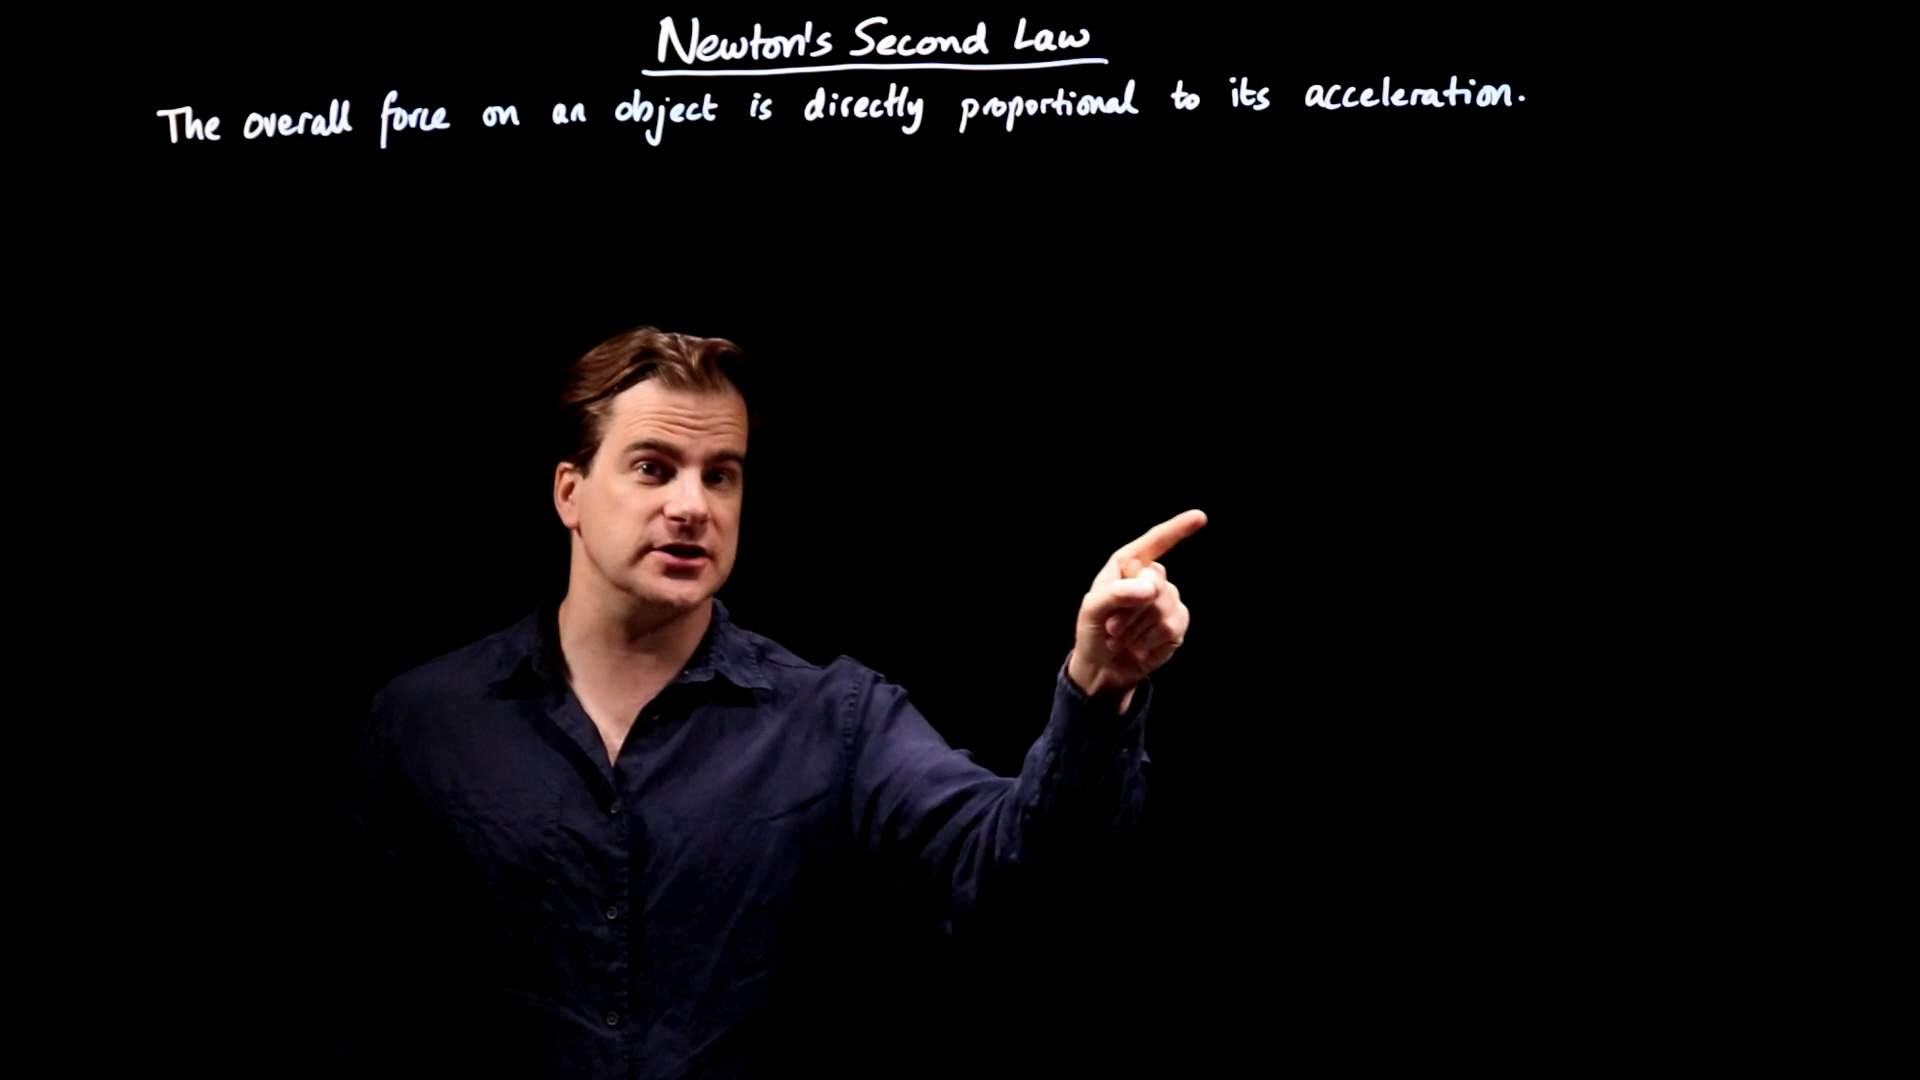 Newton's Second Law
The overall force on an object is directly proportional to its acceleration.